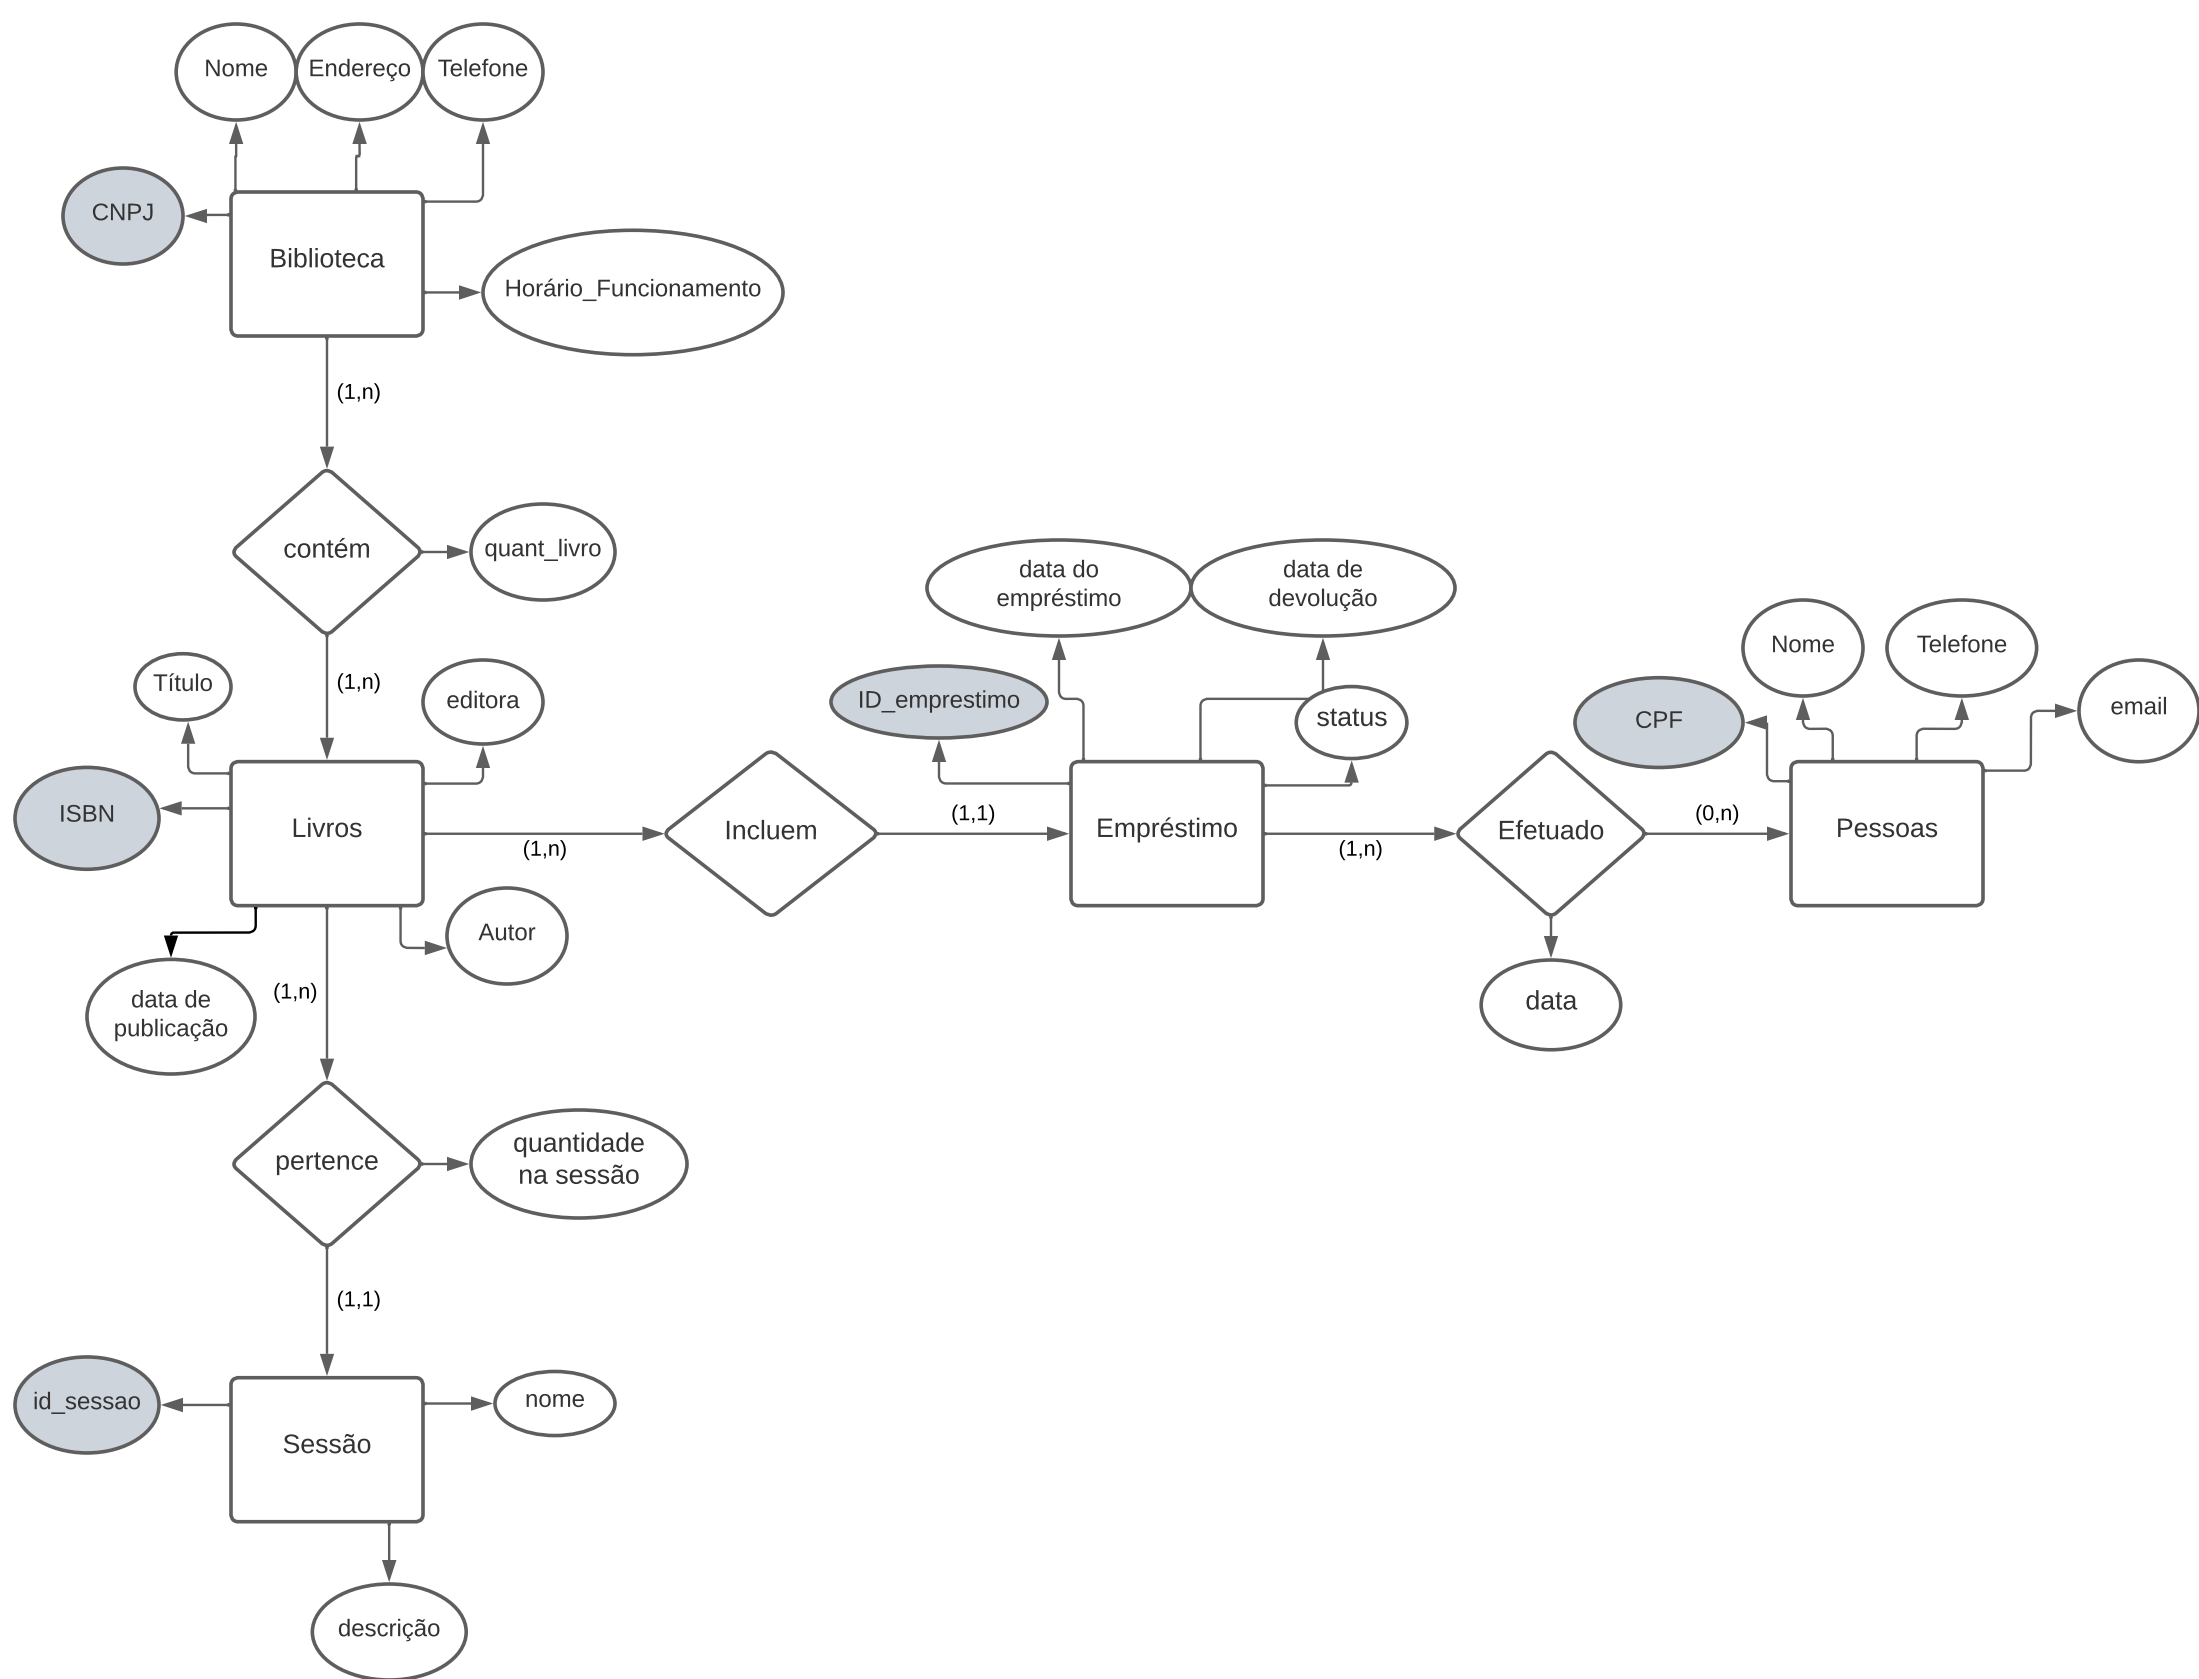 Nome
Endereço
Telefone
CNPJ
Biblioteca
Horário_Funcionamento
(1,n)
contém
quant_livro
(1,n)
Título
editora
ISBN
Livros
(1,n)
Incluem
(1,1)
data do
empréstimo
data de
devolução
ID_emprestimo
status
Empréstimo
(1,n)
Efetuado
(0,n)
data
Nome
Telefone
email
CPF
Pessoas
Autor
data de
publicação
(1,n)
pertence
quantidade
na sessão
(1,1)
id_sessao
nome
Sessão
descrição